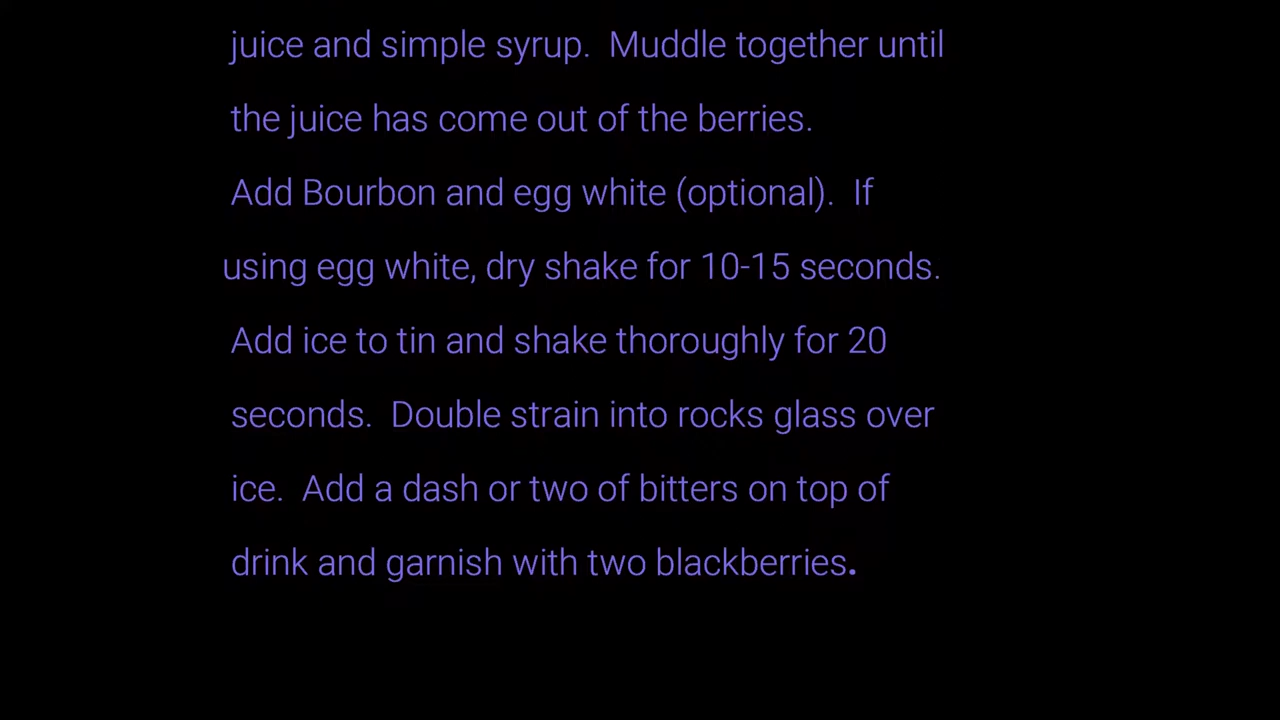 juice and simple syrup.  Muddle together until
the juice has come out of the berries.
Add Bourbon and egg white (optional).  If
using egg white, dry shake for 10-15 seconds.
Add ice to tin and shake thoroughly for 20
seconds.  Double strain into rocks glass over
ice.  Add a dash or two of bitters on top of
drink and garnish with two blackberries.